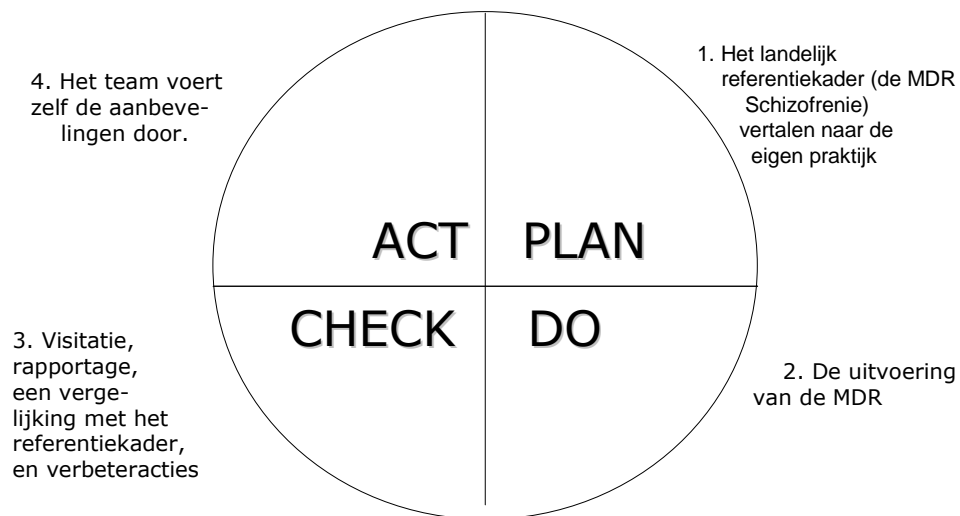 1. Het landelijk
referentiekader (de MDR
Schizofrenie)
vertalen naar de
eigen praktijk
4. Het team voert
zelf de aanbeve-
lingen door.
ACT PLAN
CHECK DO
3. Visitatie,
rapportage,
een verge-
lijking met het
referentiekader,
en verbeteracties
2. De uitvoering
van de MDR